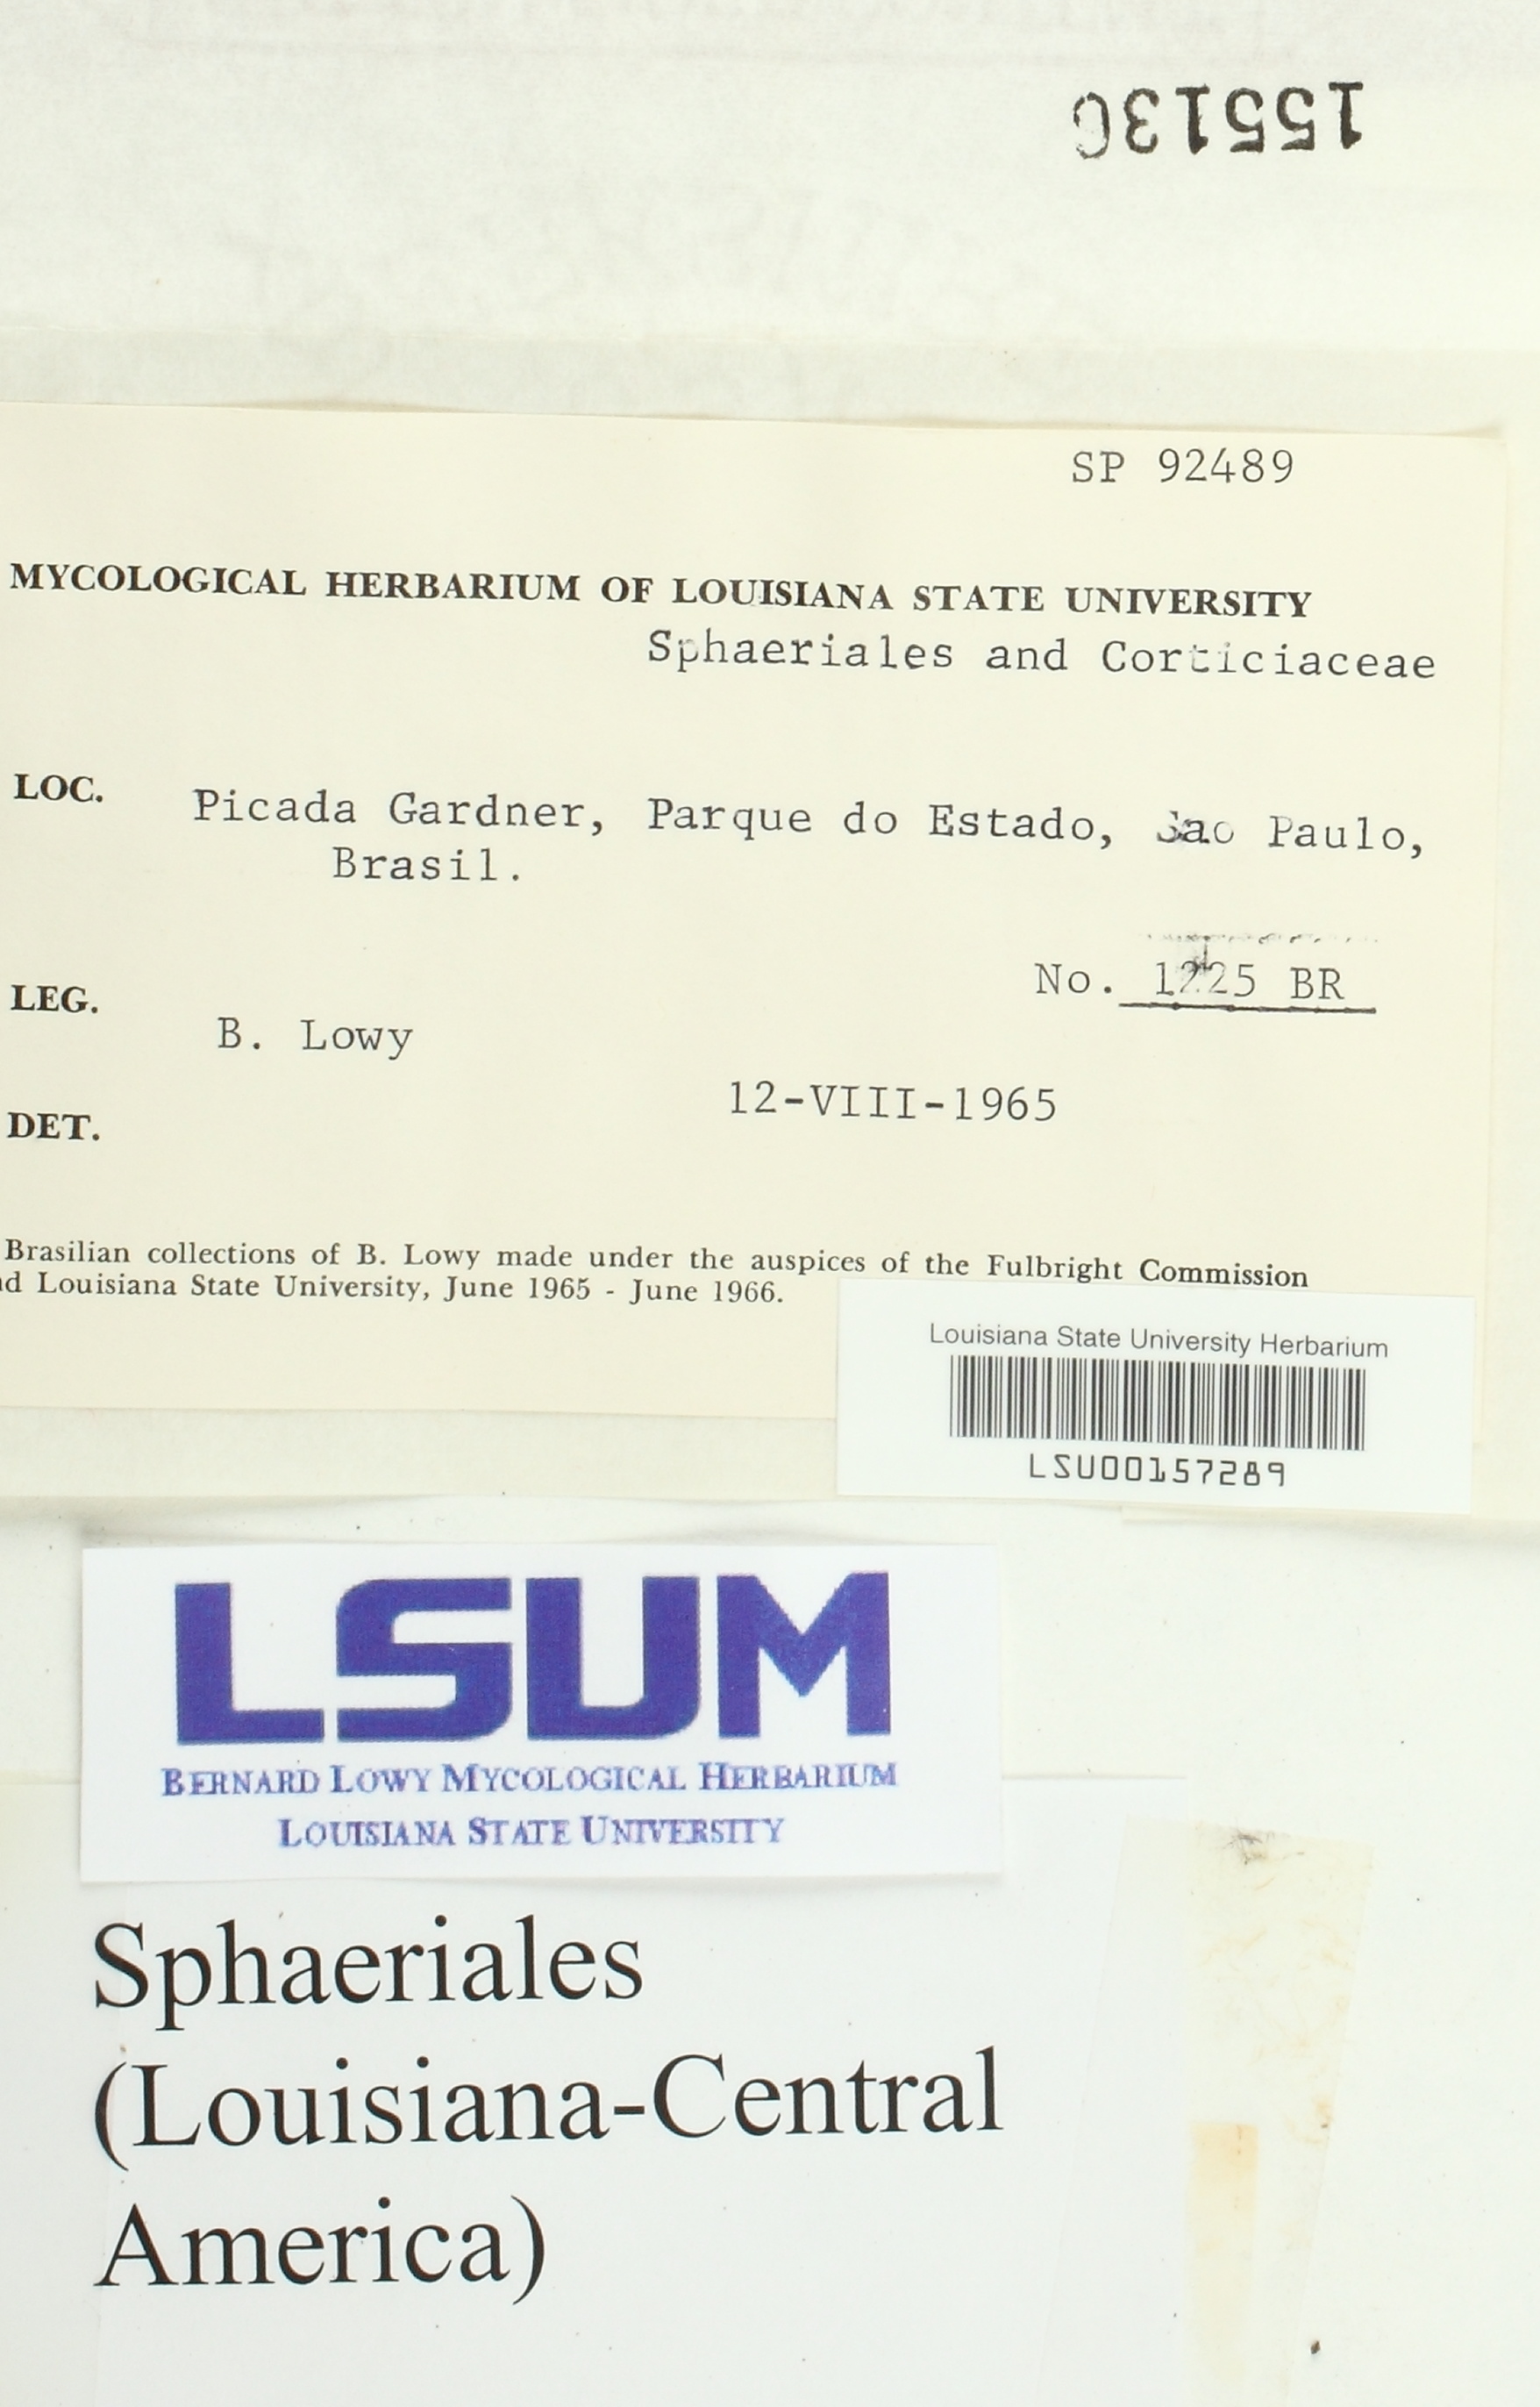 155130
SP 92489
MYCOLOGICAL HERBARIUM OF LOUISIANA STATE UNIVERSITY
Sphaeriales and Corticiaceae
LOC. Picada Gardner, Parque do Estado, Sao Paulo,
Brasil.
No. 1225 BR
LEG. B. Lowy
12-VIII-1965
DET.
Brasilian collections of B. Lowy made under the auspices of the Fulbright Commission
nd Louisiana State University, June 1965 - June 1966.
Louisiana State University Herbarium
LSU00157289
LSUM
BERNARD LOWY MYCOLOGICAL HERBARIUM
LOUISIANA STATE UNIVERSITY
Sphaeriales
(Louisiana-Central
America)